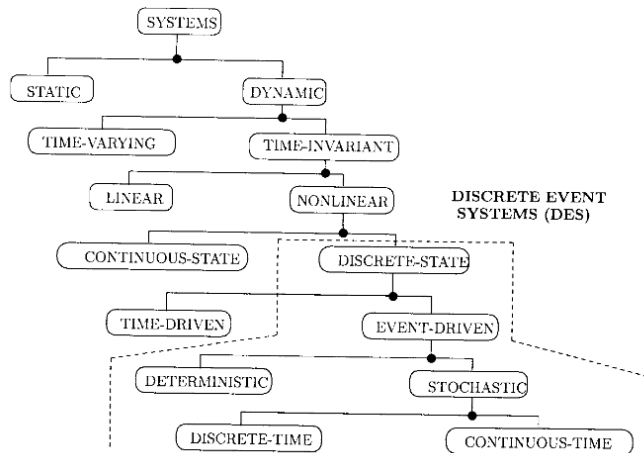 SYSTEMS
STATIC
DYNAMIC
TIME-VARYING
TIME-INVARIANT
LINEAR
NONLINEAR
DISCRETE EVENT
SYSTEMS (DES)
CONTINUOUS-STATE
DISCRETE-STATE
TIME-DRIVEN
EVENT-DRIVEN
DETERMINISTIC
STOCHASTIC
DISCRETE-TIME
CONTINUOUS-TIME